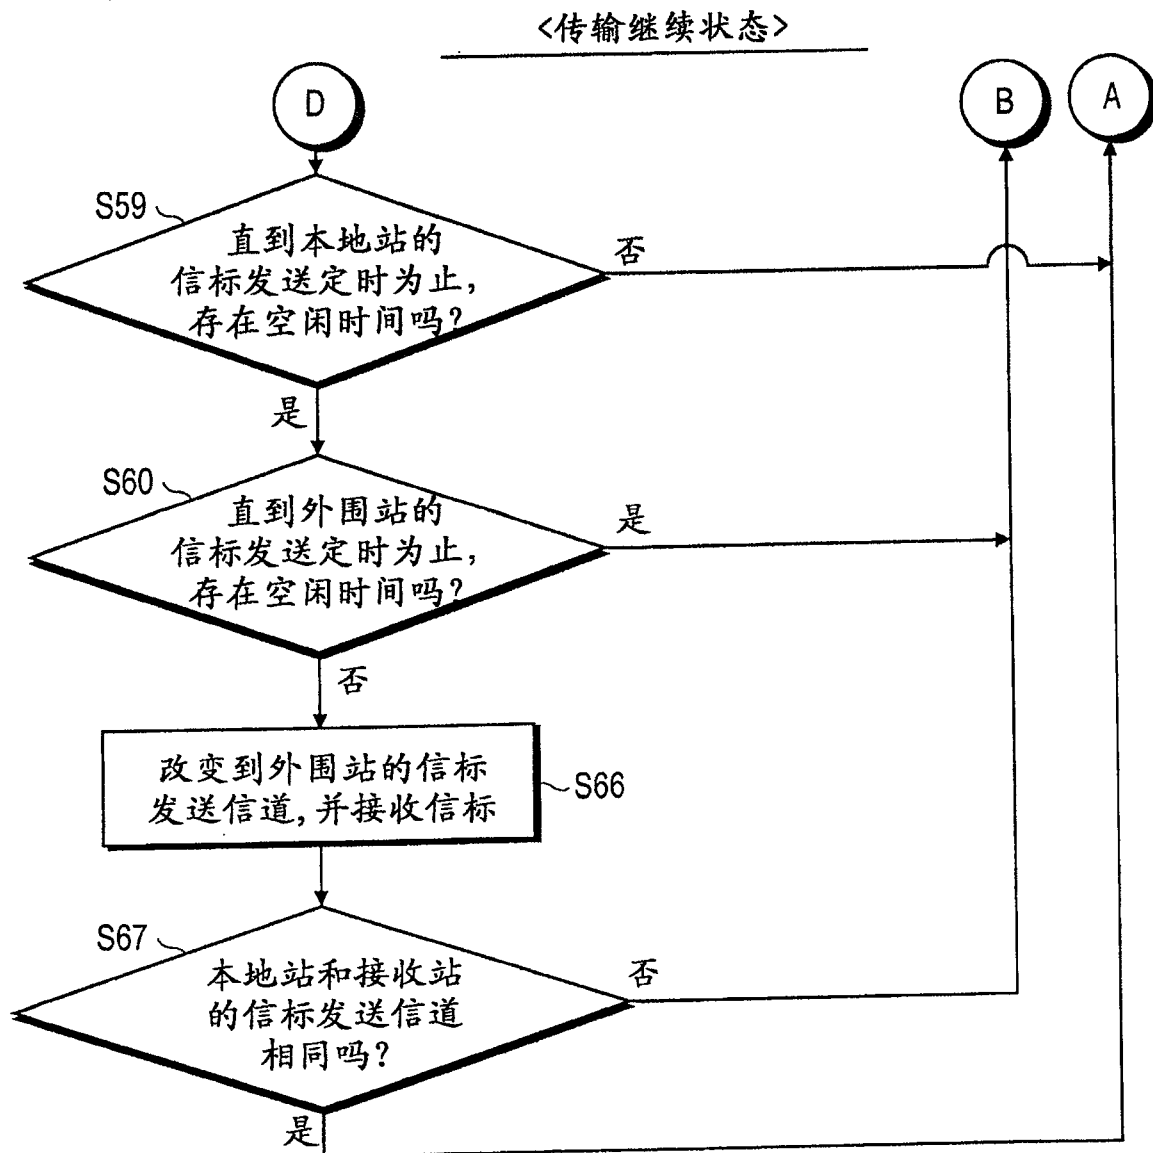 <传输继续状态>
D
B
A
S59
直到本地站的
信标发送定时为止,
存在空闲时间吗?
否
是
S60
直到外围站的
信标发送定时为止,
存在空闲时间吗?
是
否
改变到外围站的信标
发送信道,并接收信标
S66
S67
本地站和接收站
的信标发送信道
相同吗?
否
是